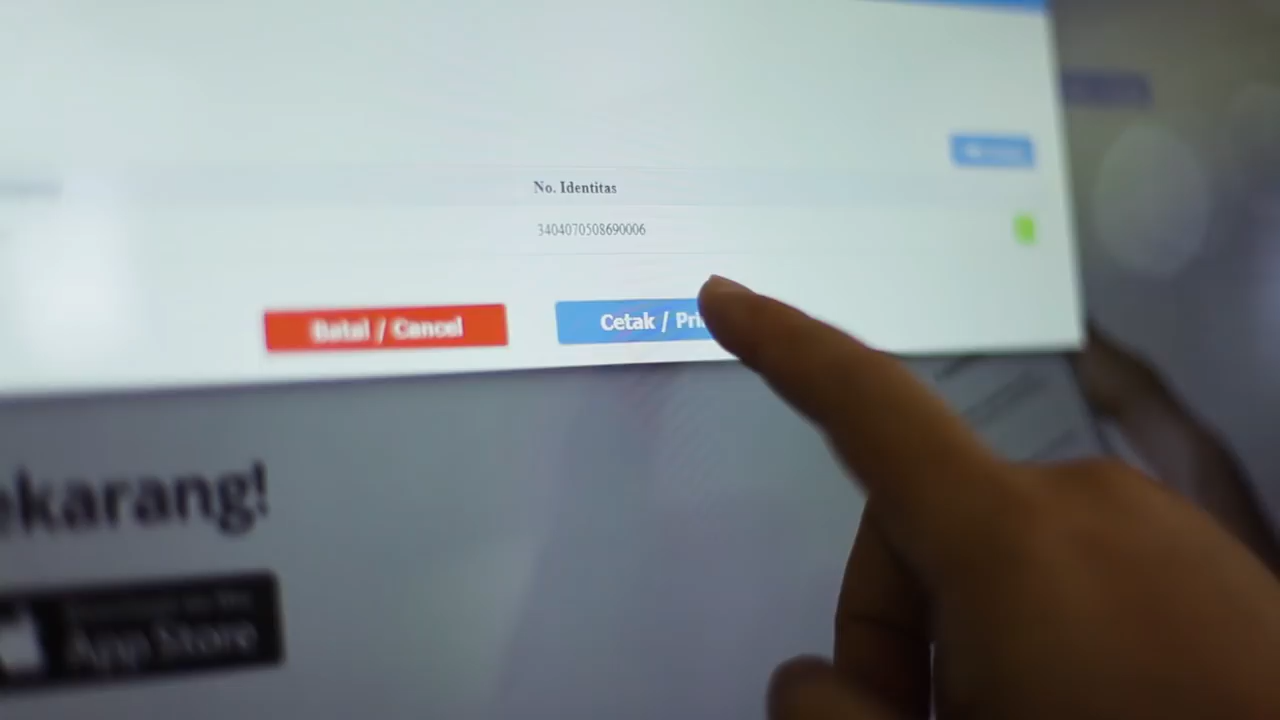 No. Identitas
3404070508690006
Batal / Cancel
Cetak / Pri
ekarang!
App Store